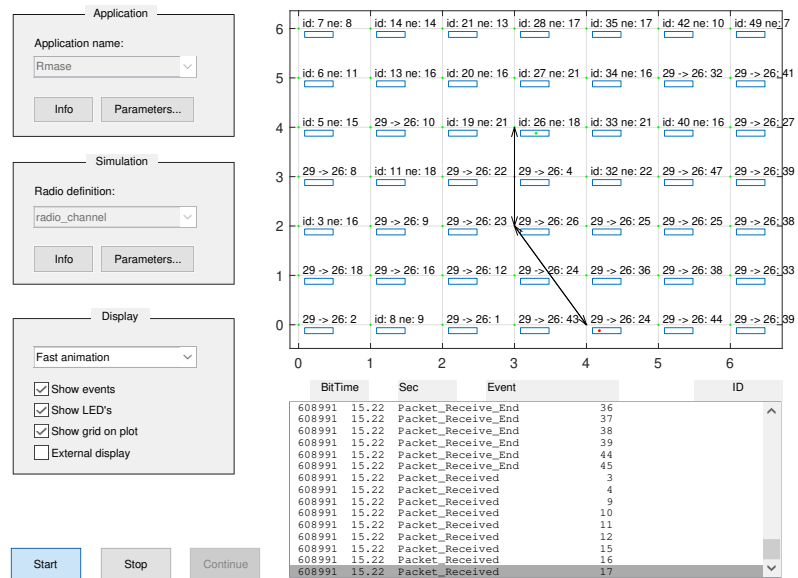 Application
Application name:
Rmase
Info Parameters...
Simulation
Radio definition:
radio_channel
Info Parameters...
Display
Fast animation
Show events
Show LED's
Show grid on plot
External display
Start Stop Continue
6 id: 7 ne: 8 id: 14 ne: 14 id: 21 ne: 13 id: 28 ne: 17 id: 35 ne: 17 id: 42 ne: 10 id: 49 ne: 7
5 id: 6 ne: 11 id: 13 ne: 16 id: 20 ne: 16 id: 27 ne: 21 id: 34 ne: 16 29 -> 26: 32 29 -> 26: 41
4 id: 5 ne: 15 29 -> 26: 10 id: 19 ne: 21 id: 26 ne: 18 id: 33 ne: 21 id: 40 ne: 16 29 -> 26: 27
3 29 -> 26: 8 id: 11 ne: 18 29 -> 26: 22 29 -> 26: 4 id: 32 ne: 22 29 -> 26: 47 29 -> 26: 39
2 id: 3 ne: 16 29 -> 26: 9 29 -> 26: 23 29 -> 26: 26 29 -> 26: 25 29 -> 26: 25 29 -> 26: 38
1 29 -> 26: 18 29 -> 26: 16 29 -> 26: 12 29 -> 26: 24 29 -> 26: 36 29 -> 26: 38 29 -> 26: 33
0 29 -> 26: 2 id: 8 ne: 9 29 -> 26: 1 29 -> 26: 43 29 -> 26: 24 29 -> 26: 44 29 -> 26: 39
0 1 2 3 4 5 6
BitTime Sec Event ID
608991 15.22 Packet_Receive_End 36
608991 15.22 Packet_Receive_End 37
608991 15.22 Packet_Receive_End 38
608991 15.22 Packet_Receive_End 39
608991 15.22 Packet_Receive_End 44
608991 15.22 Packet_Receive_End 45
608991 15.22 Packet_Received 3
608991 15.22 Packet_Received 4
608991 15.22 Packet_Received 9
608991 15.22 Packet_Received 10
608991 15.22 Packet_Received 11
608991 15.22 Packet_Received 12
608991 15.22 Packet_Received 15
608991 15.22 Packet_Received 16
608991 15.22 Packet_Received 17